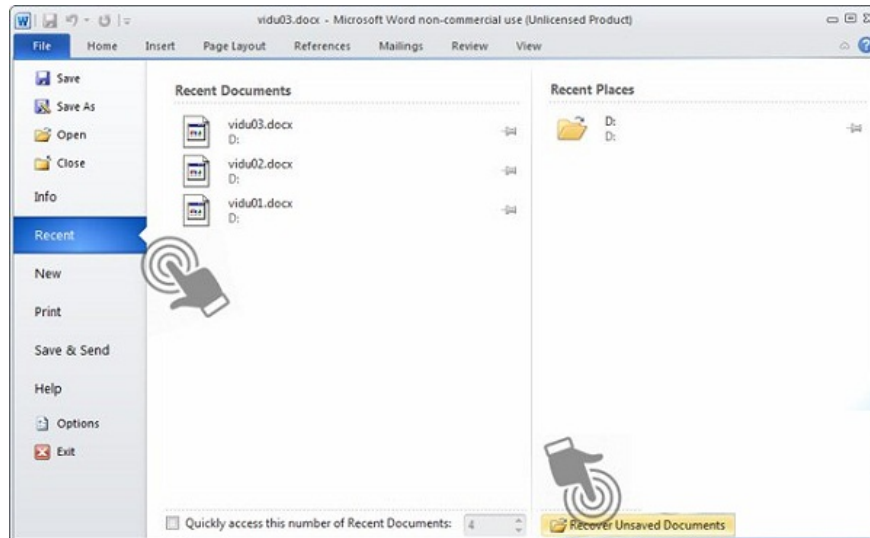 vidu03.docx - Microsoft Word non-commercial use (Unlicensed Product)
File Home Insert Page Layout References Mailings Review View
Save
Save As
Open
Close
Info
Recent
New
Print
Save & Send
Help
Options
Exit
Recent Documents
vidu03.docx
D:
vidu02.docx
D:
vidu01.docx
D:
Quickly access this number of Recent Documents: 4
Recent Places
D:
D:
Recover Unsaved Documents